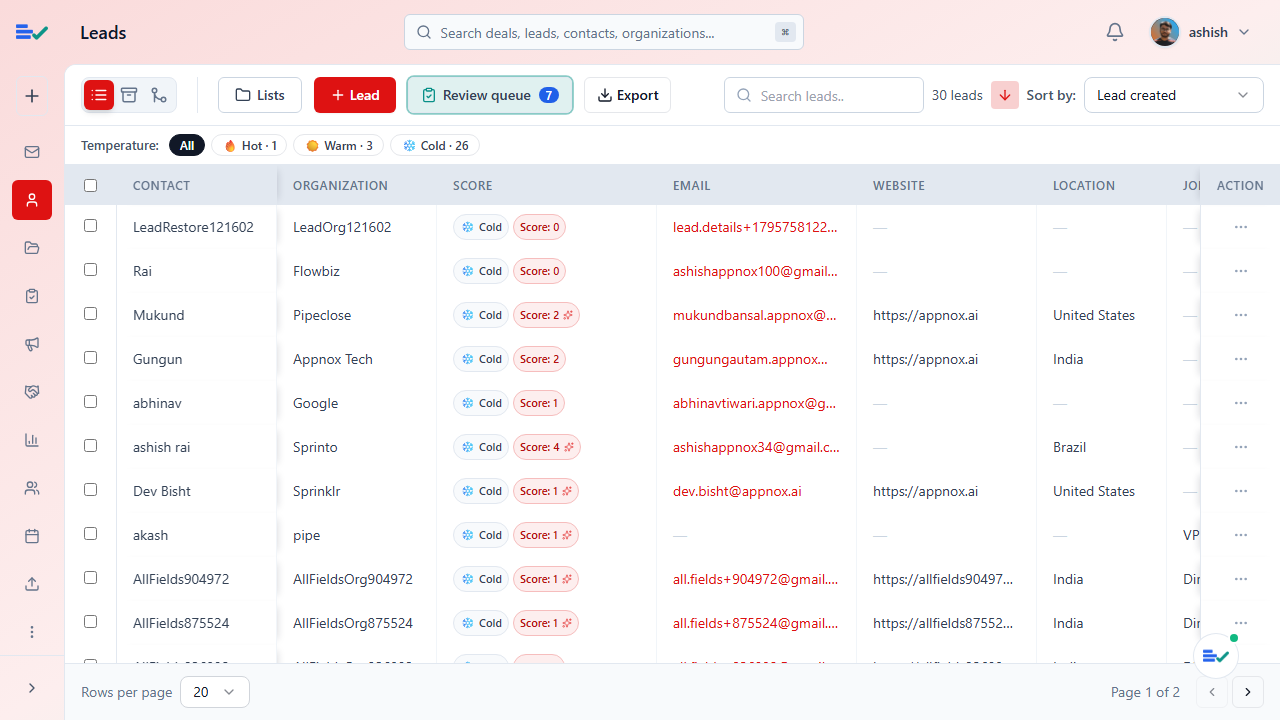 Leads
Search deals, leads, contacts, organizations...
⌘
ashish
Lists
+ Lead
Review queue 7
Export
Search leads..
30 leads
Sort by:
Lead created
Temperature:
All
Hot · 1
Warm · 3
Cold · 26
CONTACT ORGANIZATION SCORE EMAIL WEBSITE LOCATION ACTION
LeadRestore121602 LeadOrg121602 Cold Score: 0 lead.details+1795758122... — — — ...
Rai Flowbiz Cold Score: 0 ashishappnox100@gmail... — — — ...
Mukund Pipeclose Cold Score: 2 mukundbansal.appnox@... https://appnox.ai United States — ...
Gungun Appnox Tech Cold Score: 2 gungungautam.appnox... https://appnox.ai India — ...
abhinav Google Cold Score: 1 abhinavtiwari.appnox@g... — — — ...
ashish rai Sprinto Cold Score: 4 ashishappnox34@gmail.c... — Brazil — ...
Dev Bisht Sprinklr Cold Score: 1 dev.bisht@appnox.ai https://appnox.ai United States — ...
akash pipe Cold Score: 1 — — — VP ...
AllFields904972 AllFieldsOrg904972 Cold Score: 1 all.fields+904972@gmail.... https://allfields90497... India ...
AllFields875524 AllFieldsOrg875524 Cold Score: 1 all.fields+875524@gmail.... https://allfields87552... India ...
Rows per page 20
Page 1 of 2